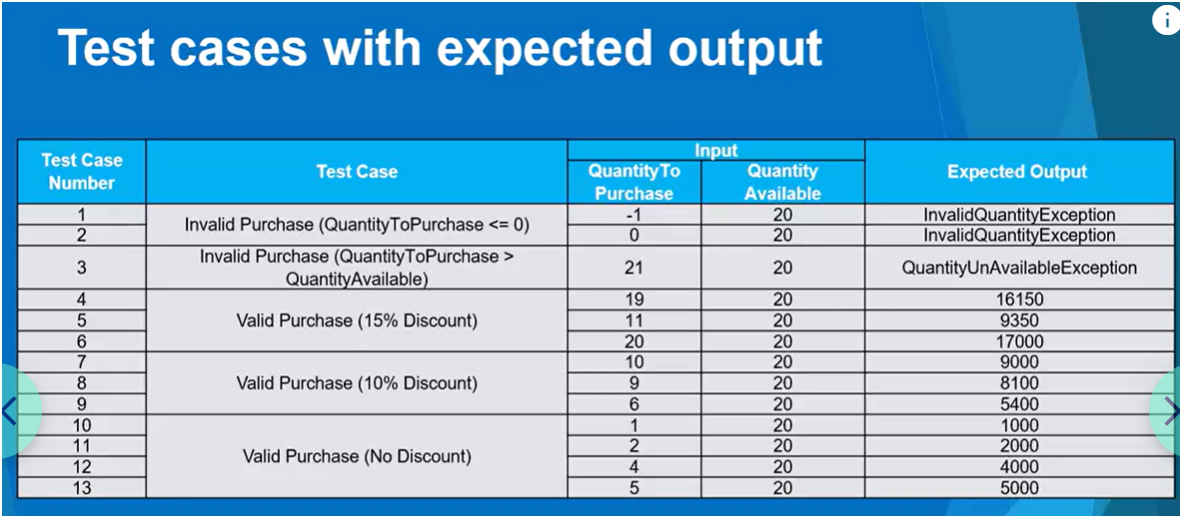 Test cases with expected output
i
Test Case Number | Test Case | Input | Expected Output
QuantityTo Purchase | Quantity Available
1 | Invalid Purchase (QuantityToPurchase <= 0) | -1 | 20 | InvalidQuantityException
2 | 0 | 20 | InvalidQuantityException
3 | Invalid Purchase (QuantityToPurchase > QuantityAvailable) | 21 | 20 | QuantityUnAvailableException
4 | 19 | 20 | 16150
5 | Valid Purchase (15% Discount) | 11 | 20 | 9350
6 | 20 | 20 | 17000
7 | 10 | 20 | 9000
8 | Valid Purchase (10% Discount) | 9 | 20 | 8100
9 | 6 | 20 | 5400
10 | 1 | 20 | 1000
11 | Valid Purchase (No Discount) | 2 | 20 | 2000
12 | 4 | 20 | 4000
13 | 5 | 20 | 5000